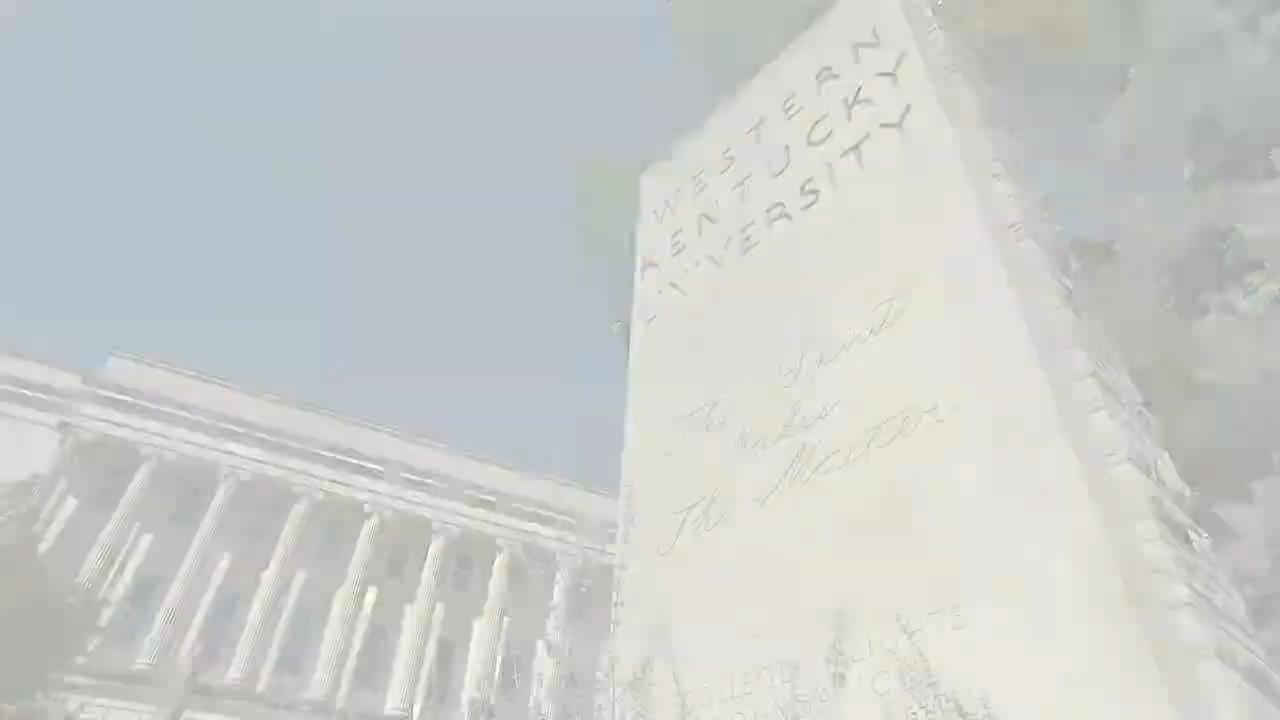 WESTERN
KENTUCKY
UNIVERSITY
The Spirit
Makes
The Master